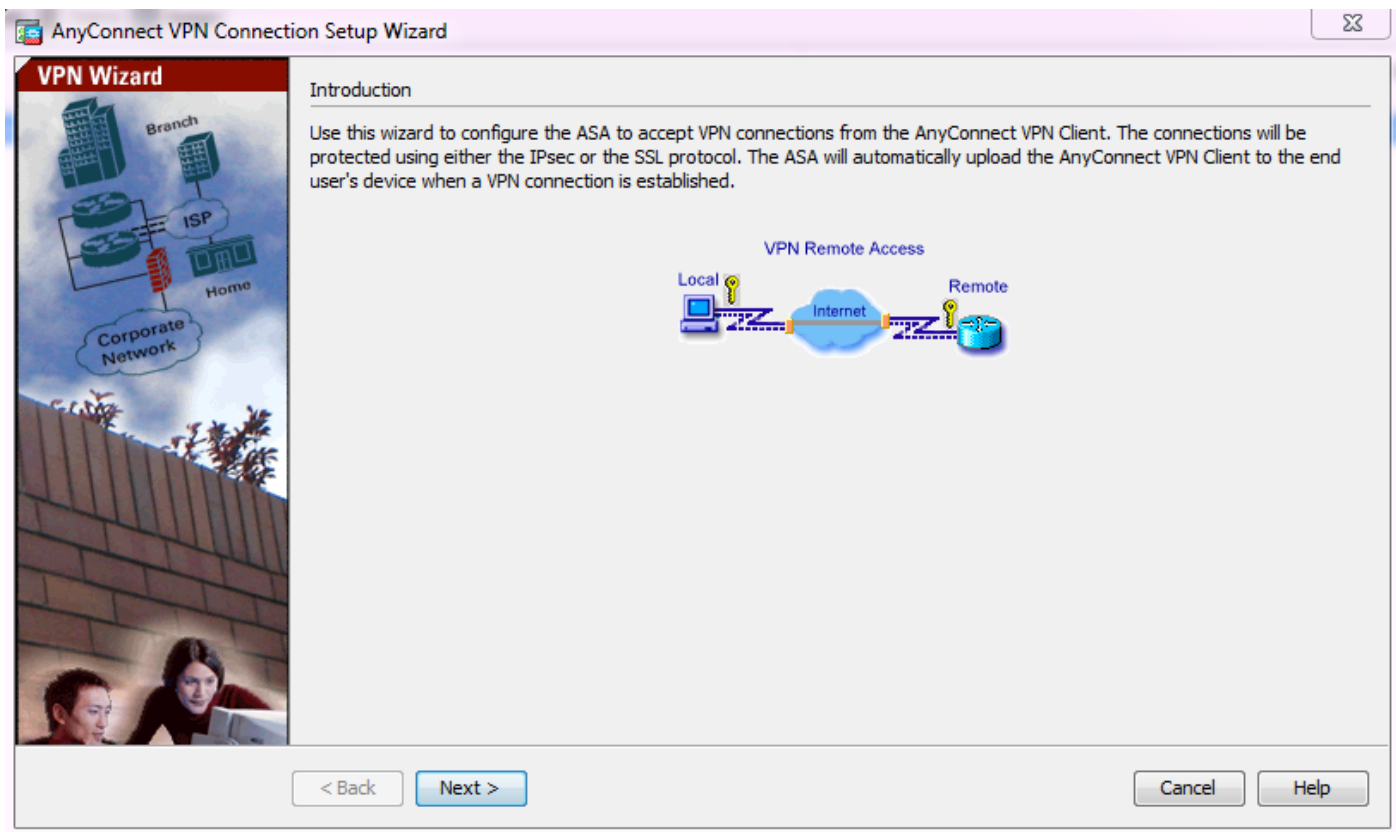 AnyConnect VPN Connection Setup Wizard
VPN Wizard
Branch
ISP
Home
Corporate
Network
Introduction
Use this wizard to configure the ASA to accept VPN connections from the AnyConnect VPN Client. The connections will be
protected using either the IPsec or the SSL protocol. The ASA will automatically upload the AnyConnect VPN Client to the end
user's device when a VPN connection is established.
VPN Remote Access
Local
Remote
Internet
< Back
Next >
Cancel
Help